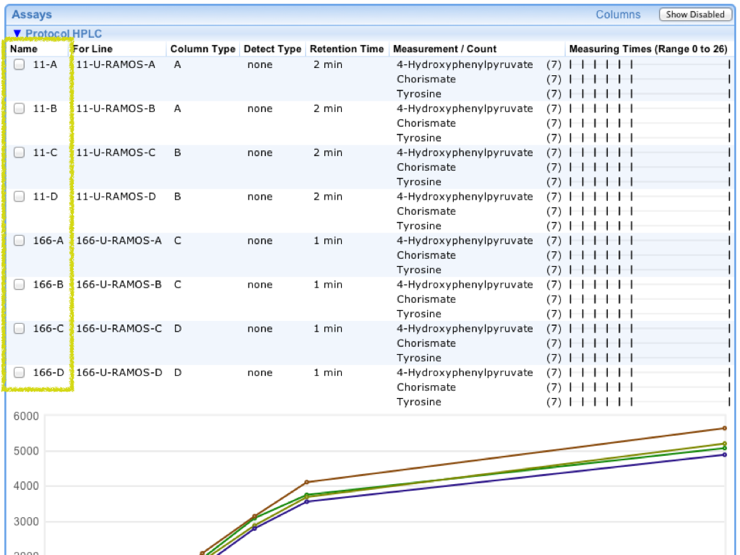 Assays Columns Show Disabled
▼ Protocol HPLC
Name For Line Column Type Detect Type Retention Time Measurement / Count Measuring Times (Range 0 to 26)
11-A 11-U-RAMOS-A A none 2 min 4-Hydroxyphenylpyruvate (7)
Chorismate (7)
Tyrosine (7)
11-B 11-U-RAMOS-B A none 2 min 4-Hydroxyphenylpyruvate (7)
Chorismate (7)
Tyrosine (7)
11-C 11-U-RAMOS-C B none 2 min 4-Hydroxyphenylpyruvate (7)
Chorismate (7)
Tyrosine (7)
11-D 11-U-RAMOS-D B none 2 min 4-Hydroxyphenylpyruvate (7)
Chorismate (7)
Tyrosine (7)
166-A 166-U-RAMOS-A C none 1 min 4-Hydroxyphenylpyruvate (7)
Chorismate (7)
Tyrosine (7)
166-B 166-U-RAMOS-B C none 1 min 4-Hydroxyphenylpyruvate (7)
Chorismate (7)
Tyrosine (7)
166-C 166-U-RAMOS-C D none 1 min 4-Hydroxyphenylpyruvate (7)
Chorismate (7)
Tyrosine (7)
166-D 166-U-RAMOS-D D none 1 min 4-Hydroxyphenylpyruvate (7)
Chorismate (7)
Tyrosine (7)
6000
5000
4000
3000